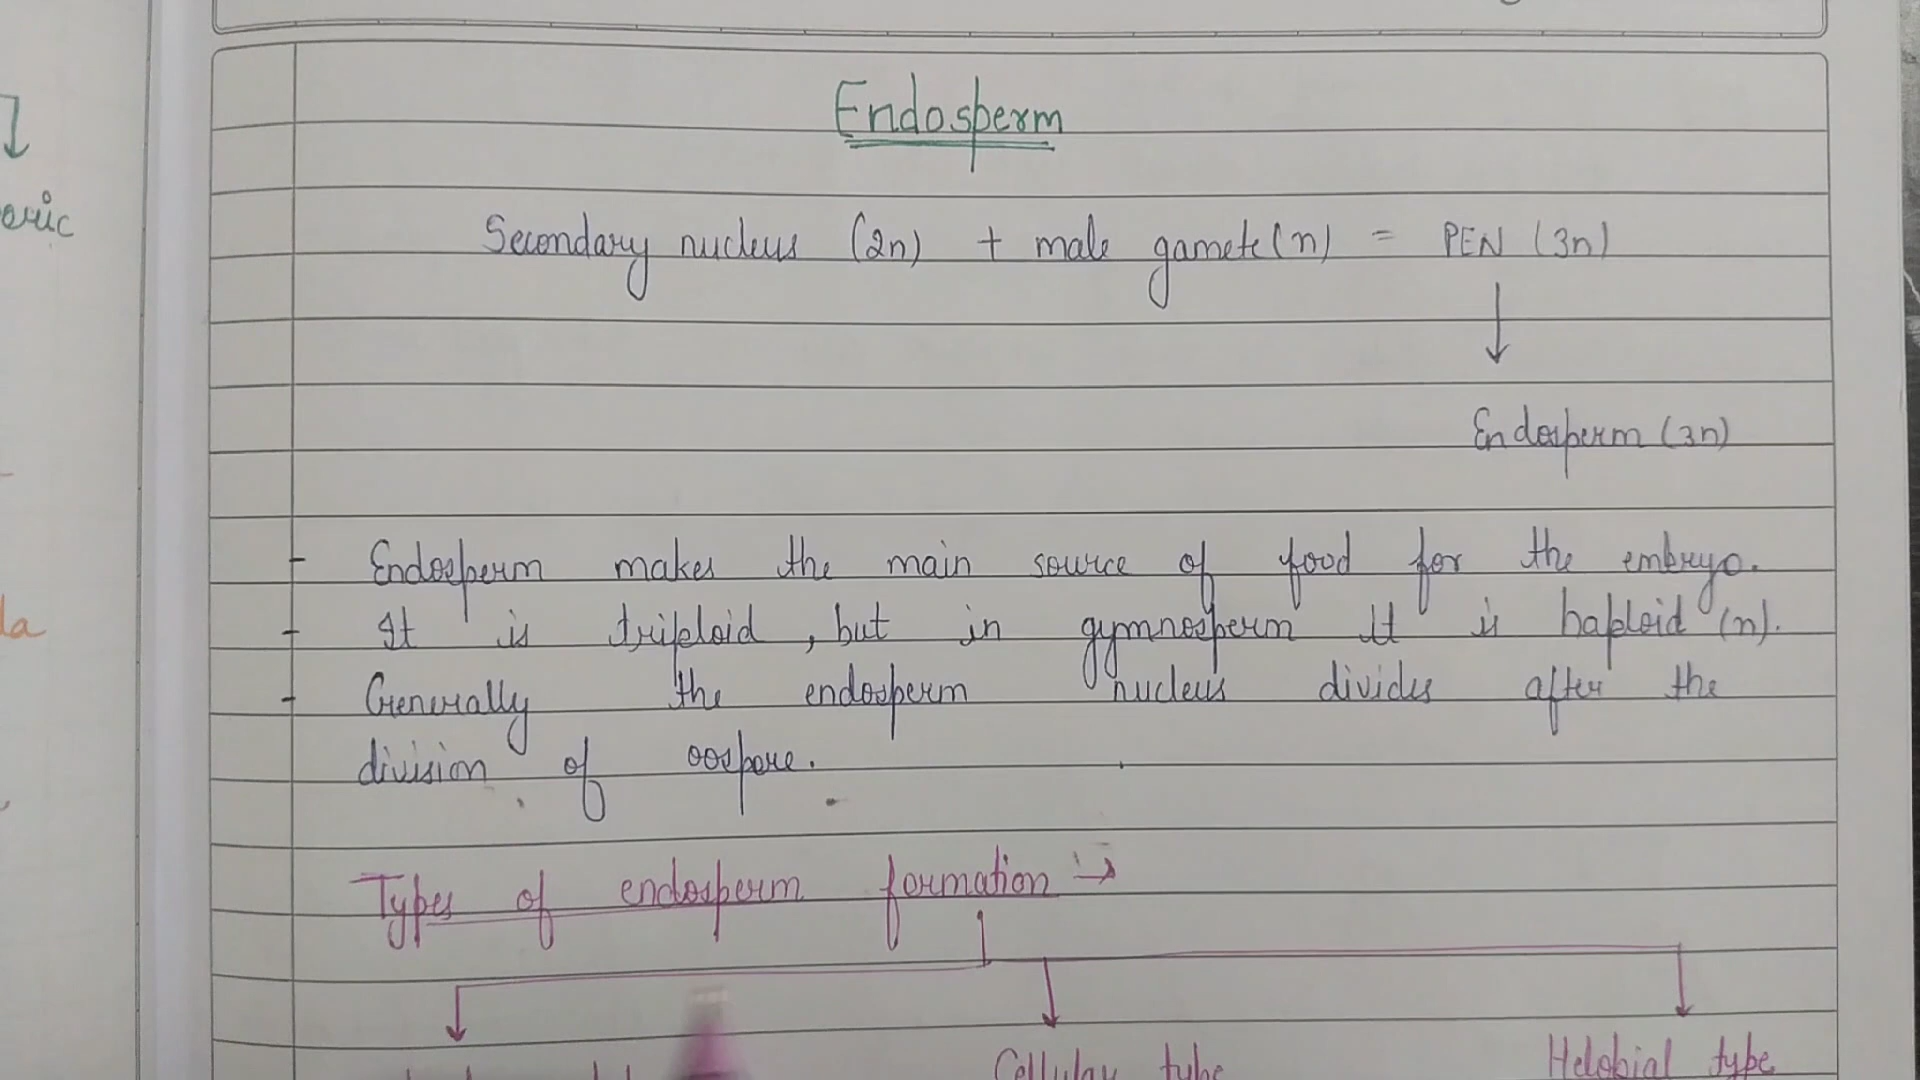 Endosperm
Secondary nucleus (2n) + male gamete (n) = PEN (3n)
↓
Endosperm (3n)
- Endosperm makes the main source of food for the embryo.
- It is triploid, but in gymnosperm it is haploid (n).
- Generally the endosperm nucleus divides after the
division of oospore.
Types of endosperm formation :→
Cellular type Helobial type